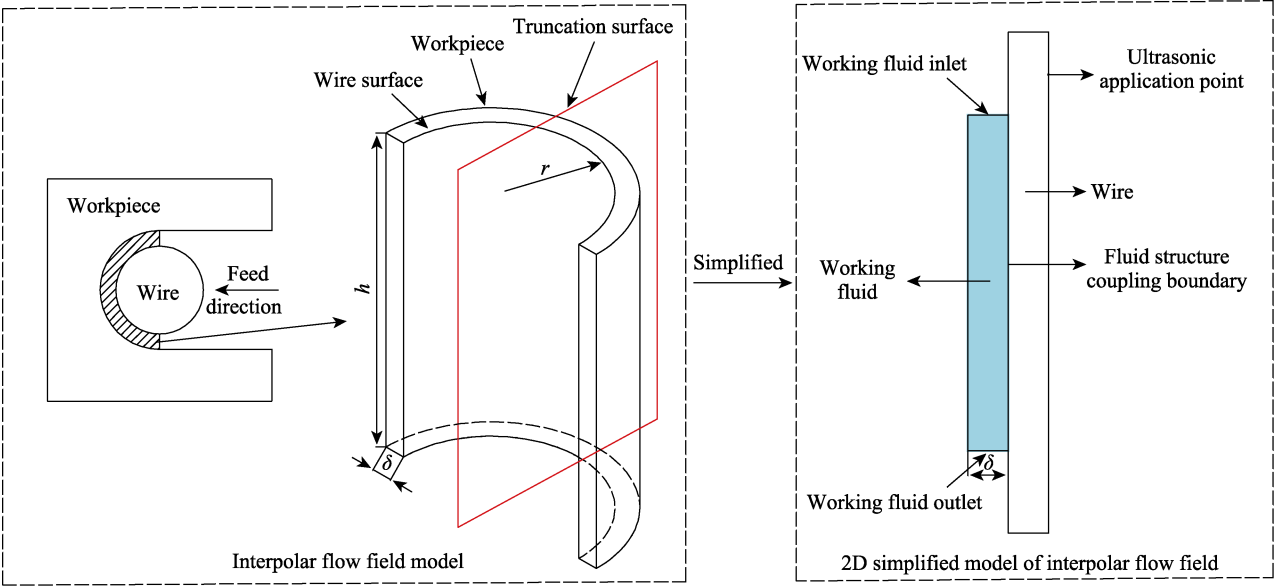 Truncation surface
Workpiece
Wire surface
r
h
δ
Workpiece
Wire
Feed
direction
Interpolar flow field model
Simplified
Working fluid inlet
Ultrasonic
application point
Wire
Working
fluid
Fluid structure
coupling boundary
δ
Working fluid outlet
2D simplified model of interpolar flow field